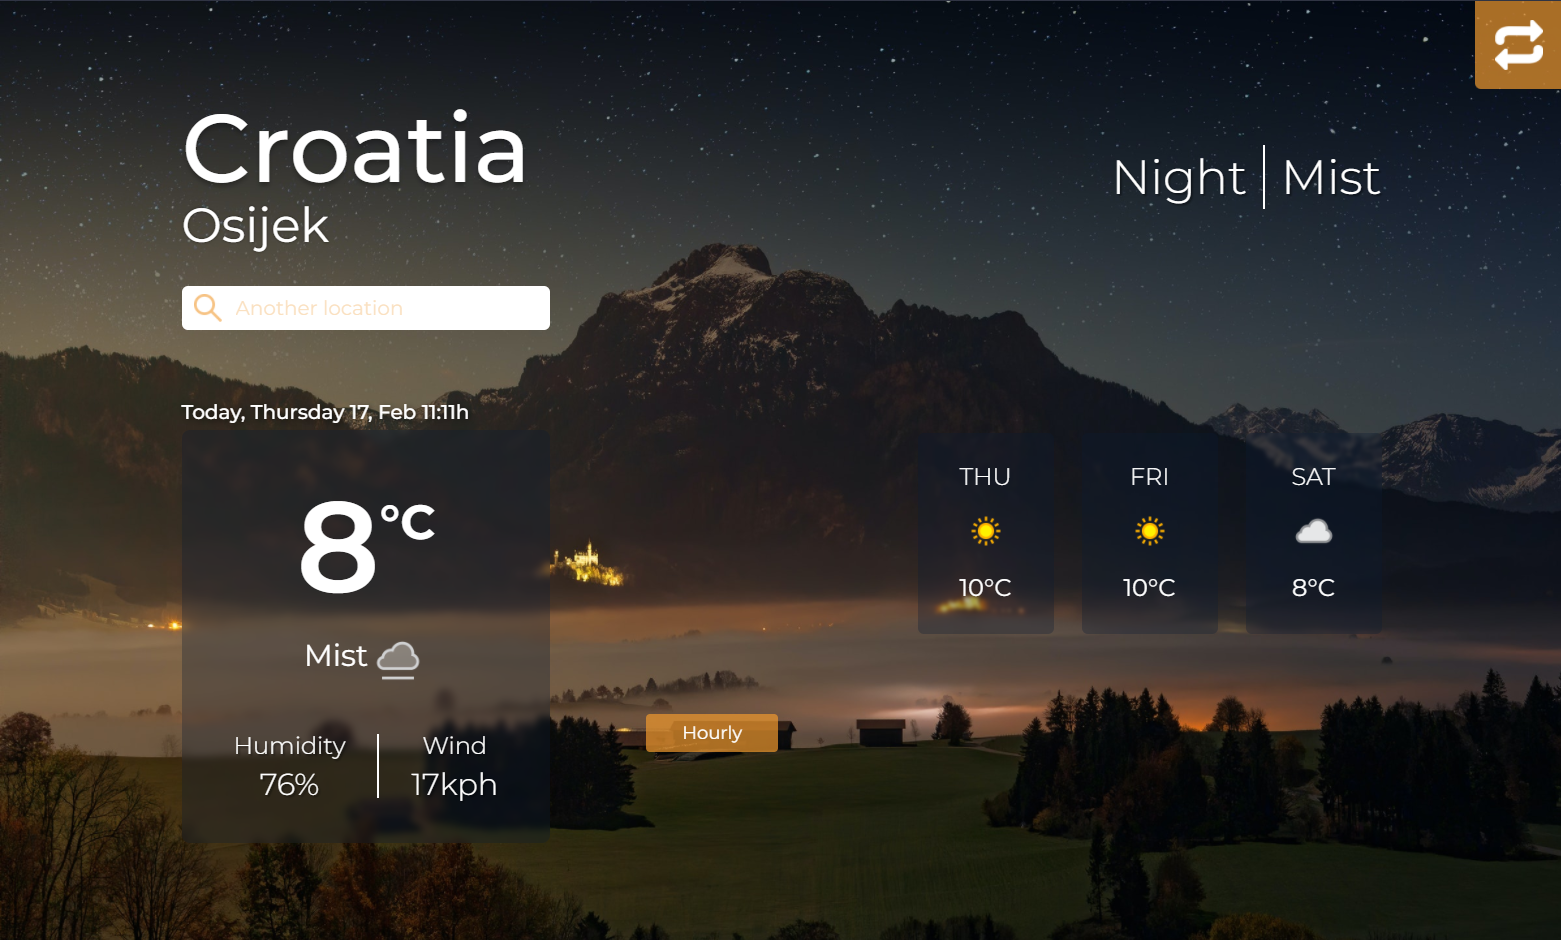 Croatia
Osijek
Night | Mist
Another location
Today, Thursday 17, Feb 11:11h
8°C
Mist
Humidity
76%
Wind
17kph
Hourly
THU
10°C
FRI
10°C
SAT
8°C